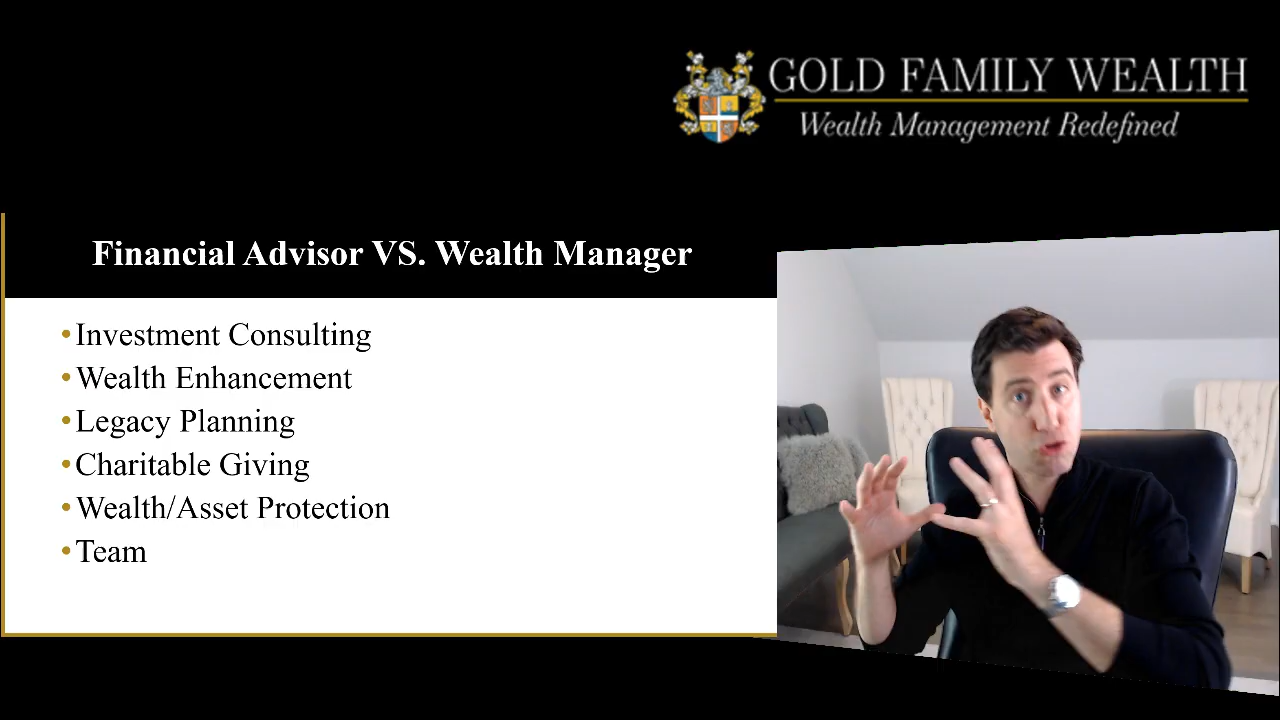 GOLD FAMILY WEALTH
Wealth Management Redefined
Financial Advisor VS. Wealth Manager
•Investment Consulting
•Wealth Enhancement
•Legacy Planning
•Charitable Giving
•Wealth/Asset Protection
•Team